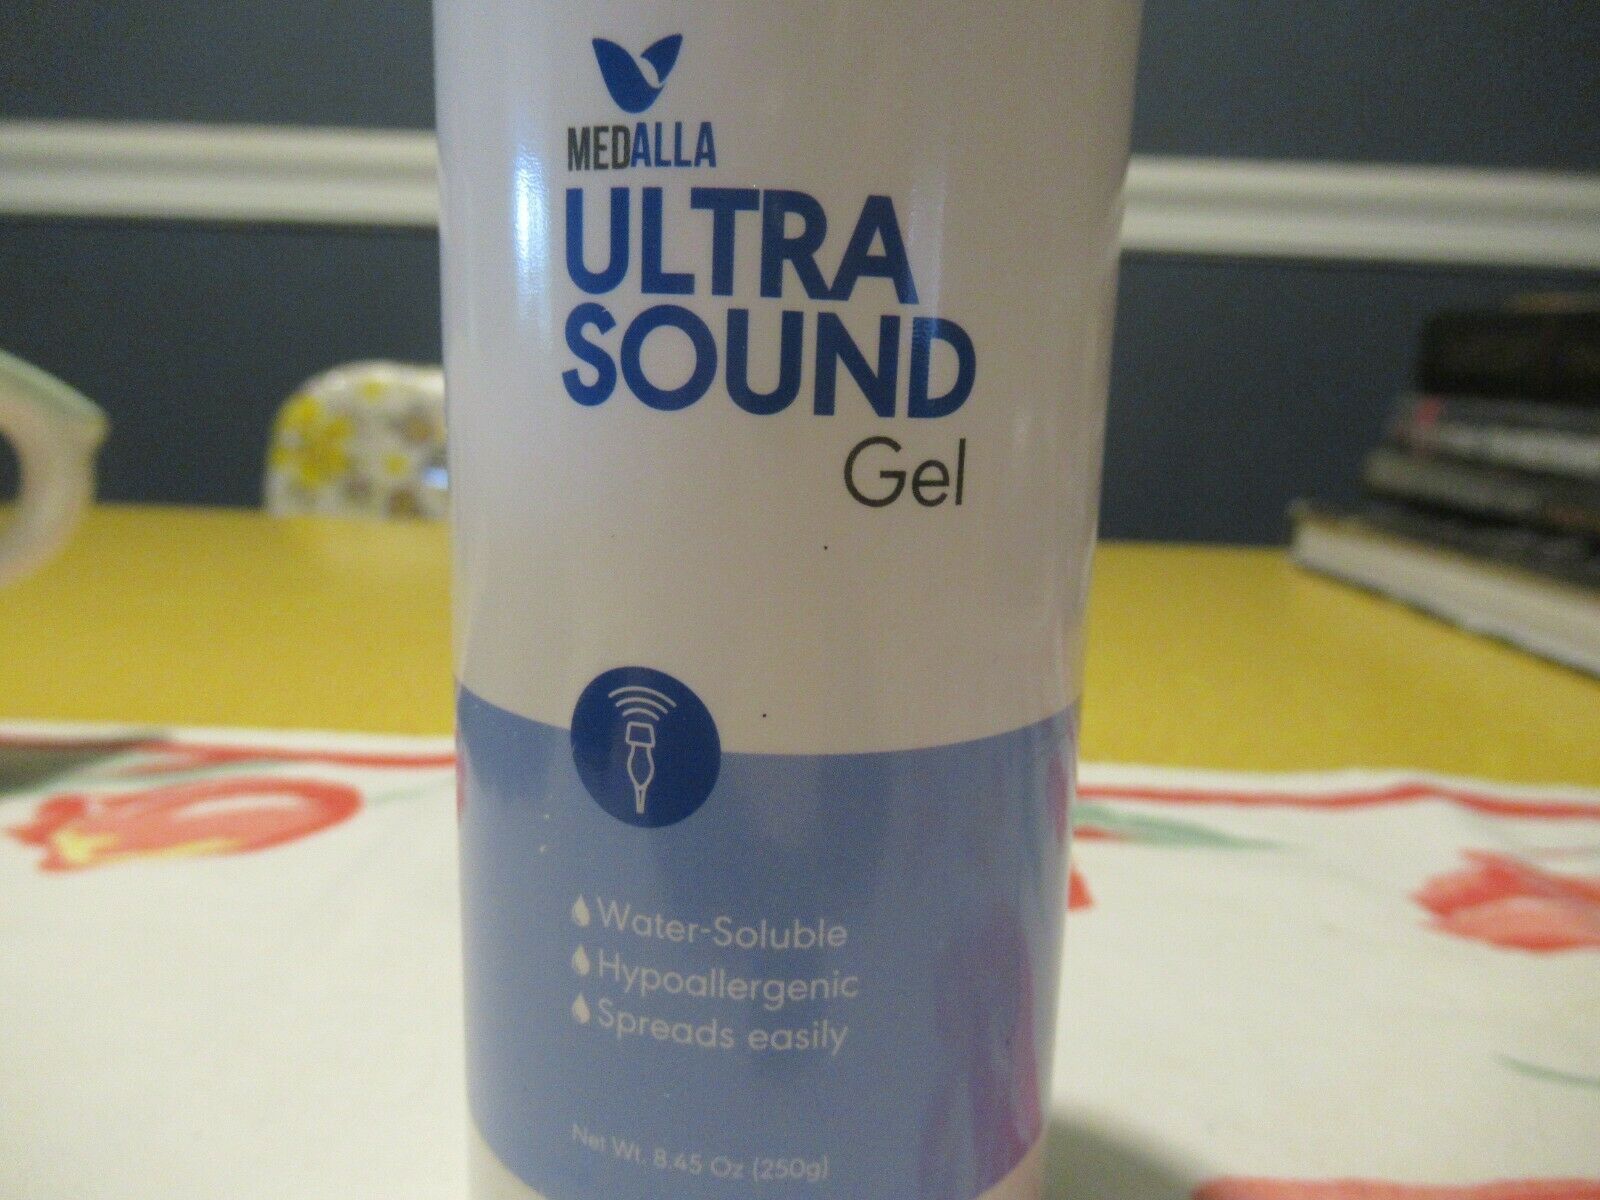 MEDALLA
ULTRA
SOUND
Gel
Water-Soluble
Hypoallergenic
Spreads easily
Net Wt. 8.45 Oz (250g)